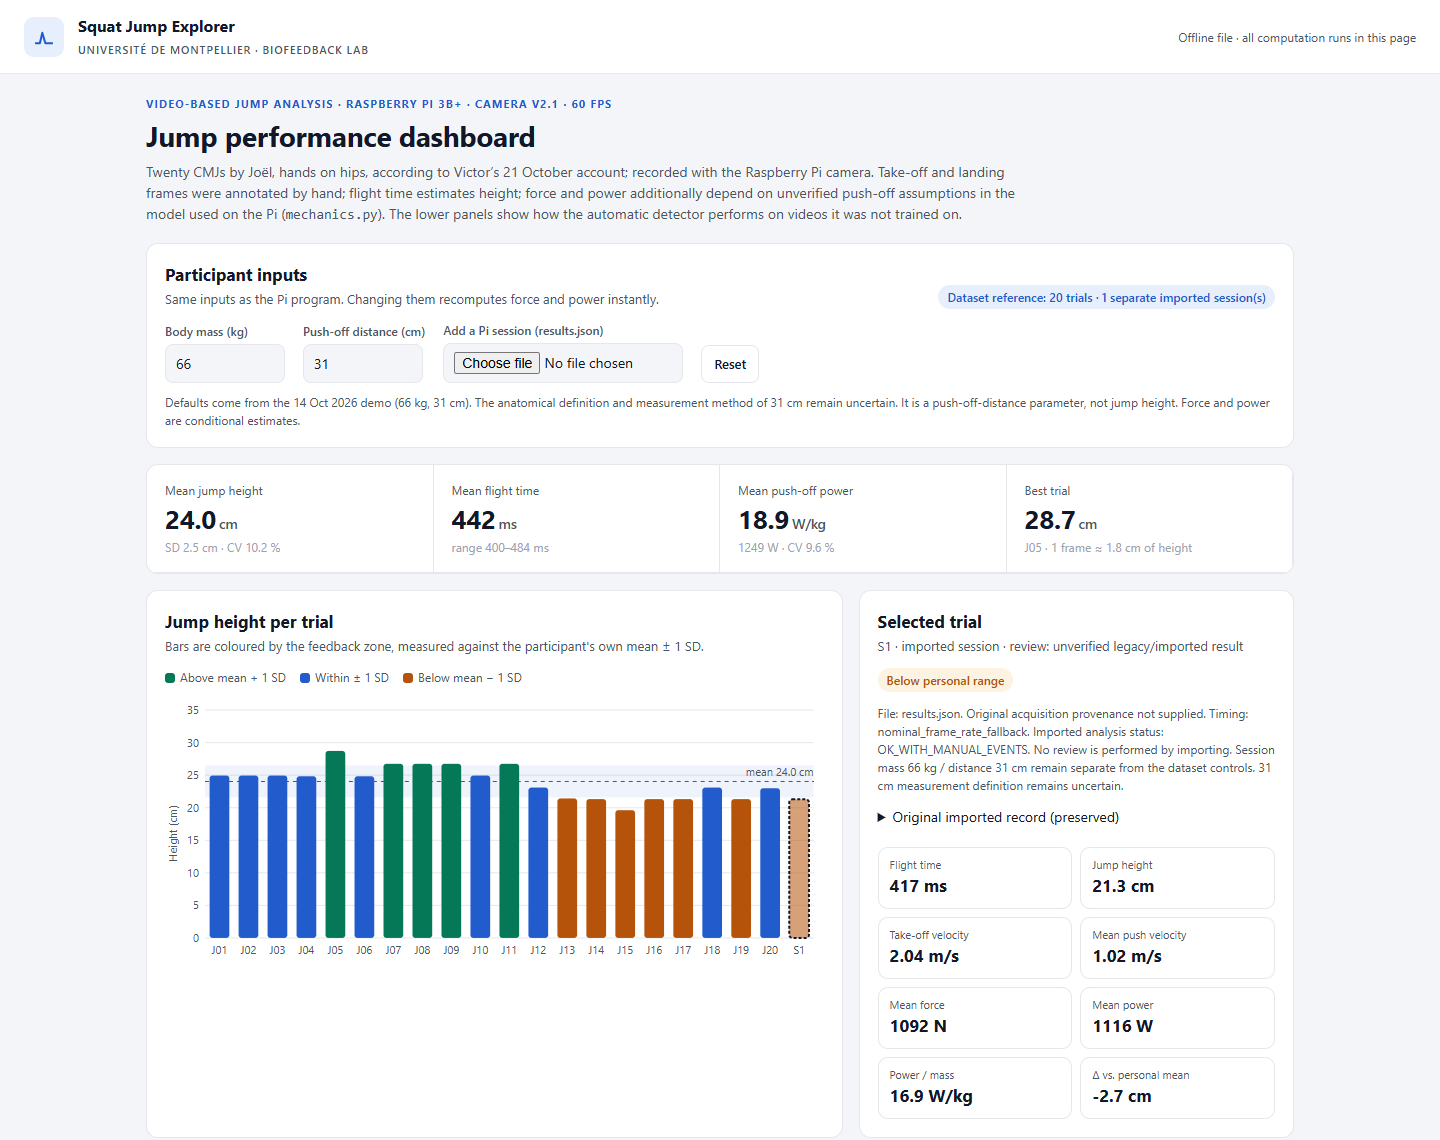 Squat Jump Explorer
UNIVERSITÉ DE MONTPELLIER · BIOFEEDBACK LAB
Offline file · all computation runs in this page
VIDEO-BASED JUMP ANALYSIS · RASPBERRY PI 3B+ · CAMERA V2.1 · 60 FPS
Jump performance dashboard
Twenty CMJs by Joël, hands on hips, according to Victor's 21 October account; recorded with the Raspberry Pi camera. Take-off and landing
frames were annotated by hand; flight time estimates height; force and power additionally depend on unverified push-off assumptions in the
model used on the Pi (mechanics.py). The lower panels show how the automatic detector performs on videos it was not trained on.
Participant inputs
Same inputs as the Pi program. Changing them recomputes force and power instantly.
Dataset reference: 20 trials · 1 separate imported session(s)
Body mass (kg)
Push-off distance (cm)
Add a Pi session (results.json)
66
31
Choose file No file chosen
Reset
Defaults come from the 14 Oct 2026 demo (66 kg, 31 cm). The anatomical definition and measurement method of 31 cm remain uncertain. It is a push-off-distance parameter, not jump height. Force and power
are conditional estimates.
Mean jump height
24.0 cm
SD 2.5 cm · CV 10.2 %
Mean flight time
442 ms
range 400–484 ms
Mean push-off power
18.9 W/kg
1249 W · CV 9.6 %
Best trial
28.7 cm
J05 · 1 frame ≈ 1.8 cm of height
Jump height per trial
Bars are coloured by the feedback zone, measured against the participant's own mean ± 1 SD.
Above mean + 1 SD
Within ± 1 SD
Below mean − 1 SD
35
30
25
20
15
10
5
0
Height (cm)
mean 24.0 cm
J01 J02 J03 J04 J05 J06 J07 J08 J09 J10 J11 J12 J13 J14 J15 J16 J17 J18 J19 J20 S1
Selected trial
S1 · imported session · review: unverified legacy/imported result
Below personal range
File: results.json. Original acquisition provenance not supplied. Timing:
nominal_frame_rate_fallback. Imported analysis status:
OK_WITH_MANUAL_EVENTS. No review is performed by importing. Session
mass 66 kg / distance 31 cm remain separate from the dataset controls. 31
cm measurement definition remains uncertain.
▶ Original imported record (preserved)
Flight time
417 ms
Jump height
21.3 cm
Take-off velocity
2.04 m/s
Mean push velocity
1.02 m/s
Mean force
1092 N
Mean power
1116 W
Power / mass
16.9 W/kg
Δ vs. personal mean
-2.7 cm